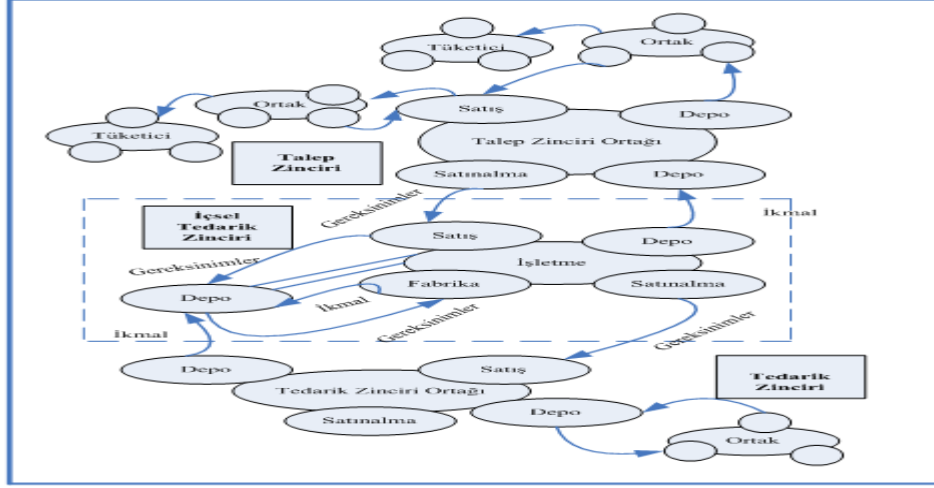 Tüketici
Ortak
Ortak
Tüketici
Satış
Depo
Talep Zinciri Ortağı
Talep
Zinciri
Satınalma
Depo
Gereksinimler
İkmal
İçsel
Tedarik
Zinciri
Satış
Depo
Gereksinimler
İşletme
Depo
İkmal
Fabrika
Satınalma
İkmal
Gereksinimler
Gereksinimler
Depo
Satış
Tedarik Zinciri Ortağı
Tedarik
Zinciri
Satınalma
Depo
Ortak